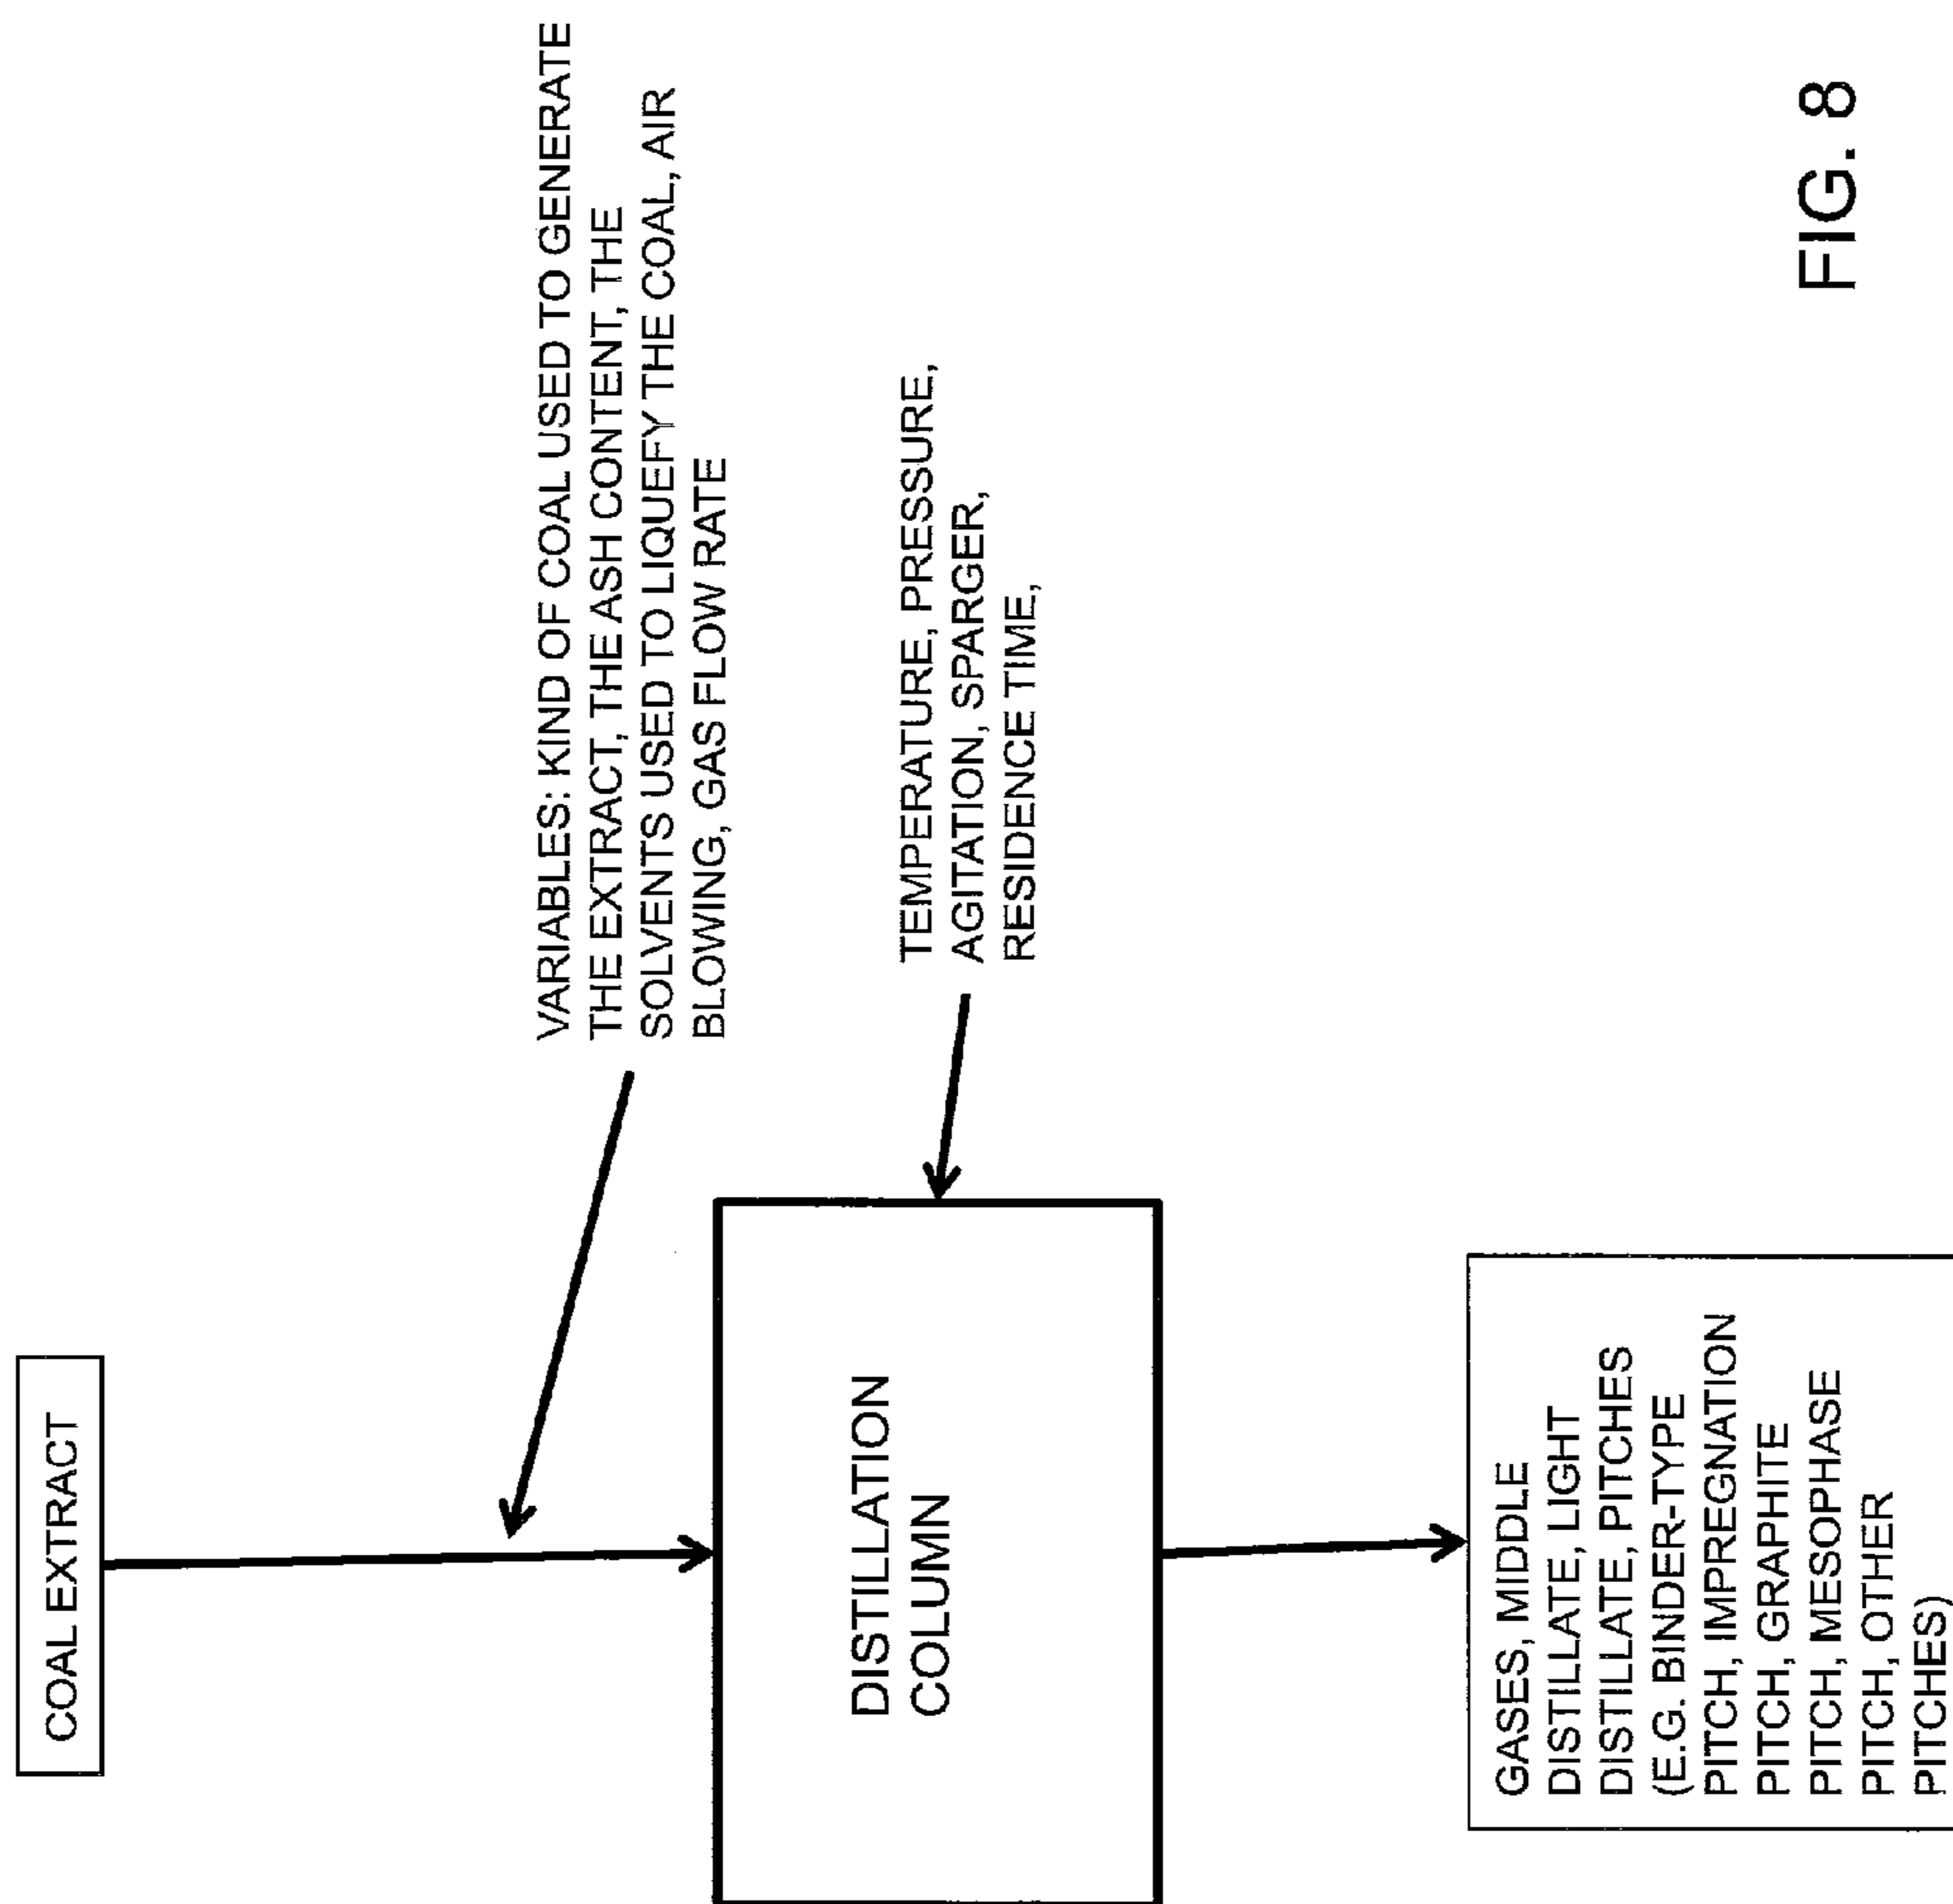 COAL EXTRACT
VARIABLES: KIND OF COAL USED TO GENERATE
THE EXTRACT, THE ASH CONTENT, THE
SOLVENTS USED TO LIQUEFY THE COAL, AIR
BLOWING, GAS FLOW RATE
DISTILLATION
COLUMN
TEMPERATURE, PRESSURE,
AGITATION, SPARGER,
RESIDENCE TIME,
GASES, MIDDLE
DISTILLATE, LIGHT
DISTILLATE, PITCHES
(E.G. BINDER-TYPE
PITCH, IMPREGNATION
PITCH, GRAPHITE
PITCH, MESOPHASE
PITCH, OTHER
PITCHES)
FIG. 8